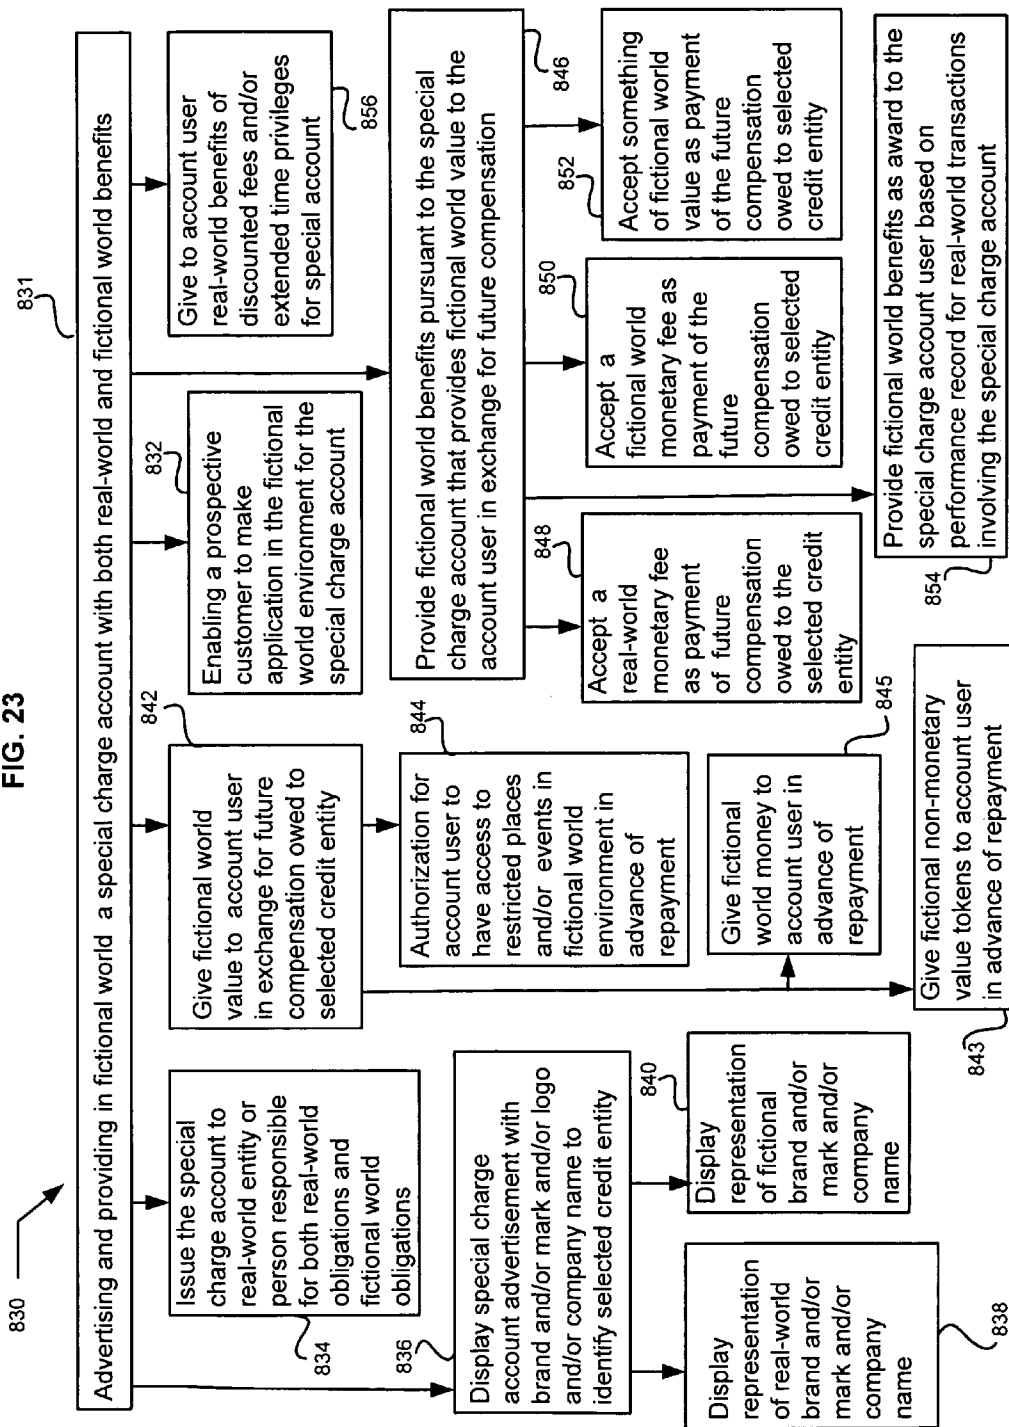 FIG. 23
830
831
Advertising and providing in fictional world a special charge account with both real-world and fictional world benefits
Issue the special
charge account to
real-world entity or
person responsible
for both real-world
obligations and
fictional world
obligations
834
836
Display special charge
account advertisement with
brand and/or mark and/or logo
and/or company name to
identify selected credit entity
Display
representation
of real-world
brand and/or
mark and/or
company
name
838
840
Display
representation
of fictional
brand and/or
mark and/or
company
name
842
Give fictional world
value to account user
in exchange for future
compensation owed to
selected credit entity
844
Authorization for
account user to
have access to
restricted places
and/or events in
fictional world
environment in
advance of
repayment
845
Give fictional
world money to
account user in
advance of
repayment
843
Give fictional non-monetary
value tokens to account user
in advance of repayment
832
Enabling a prospective
customer to make
application in the fictional
world environment for the
special charge account
Give to account user
real-world benefits of
discounted fees and/or
extended time privileges
for special account
856
Provide fictional world benefits pursuant to the special
charge account that provides fictional world value to the
account user in exchange for future compensation
846
848
Accept a
real-world
monetary fee
as payment
of future
compensation
owed to the
selected credit
entity
850
Accept a
fictional world
monetary fee as
payment of the
future
compensation
owed to selected
credit entity
852
Accept something
of fictional world
value as payment
of the future
compensation
owed to selected
credit entity
854
Provide fictional world benefits as award to the
special charge account user based on
performance record for real-world transactions
involving the special charge account